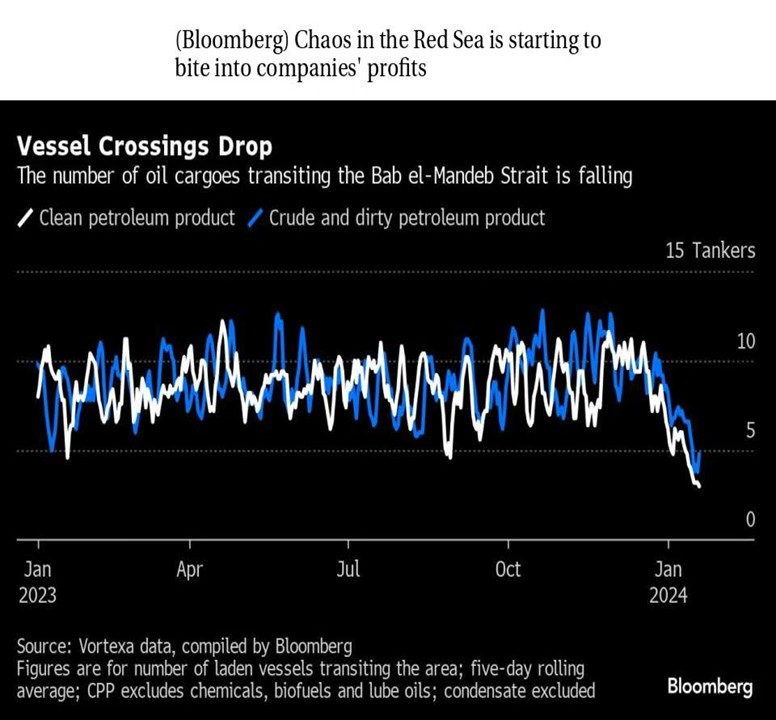 (Bloomberg) Chaos in the Red Sea is starting to
bite into companies' profits
Vessel Crossings Drop
The number of oil cargoes transiting the Bab el-Mandeb Strait is falling
Clean petroleum product Crude and dirty petroleum product
15 Tankers
10
5
0
Jan Apr Jul Oct Jan
2023 2024
Source: Vortexa data, compiled by Bloomberg
Figures are for number of laden vessels transiting the area; five-day rolling
average; CPP excludes chemicals, biofuels and lube oils; condensate excluded
Bloomberg